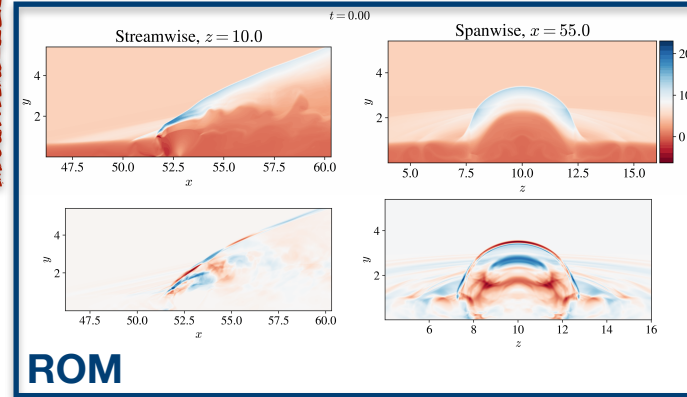 t = 0.00
Streamwise, z = 10.0
Spanwise, x = 55.0
y
4
2
47.5 50.0 52.5 55.0 57.5 60.0
x
y
4
2
5.0 7.5 10.0 12.5 15.0
z
20
10
0
y
4
2
47.5 50.0 52.5 55.0 57.5 60.0
x
y
4
2
6 8 10 12 14 16
z
ROM